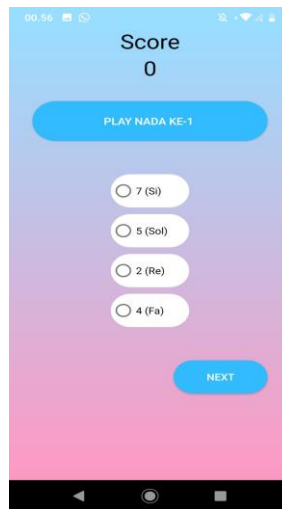 00.56
Score
0
PLAY NADA KE-1
7 (Si)
5 (Sol)
2 (Re)
4 (Fa)
NEXT